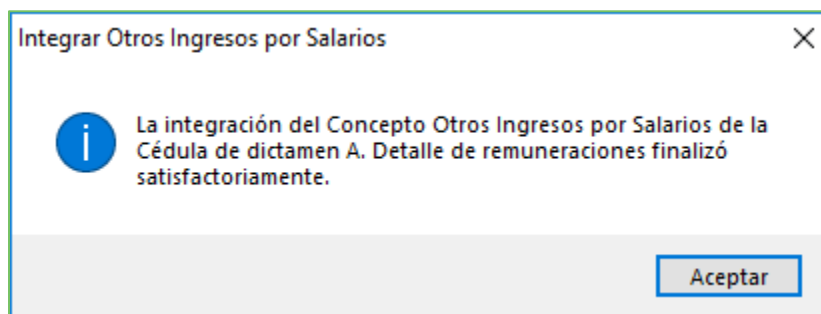 Integrar Otros Ingresos por Salarios
La integración del Concepto Otros Ingresos por Salarios de la
Cédula de dictamen A. Detalle de remuneraciones finalizó
satisfactoriamente.
Aceptar